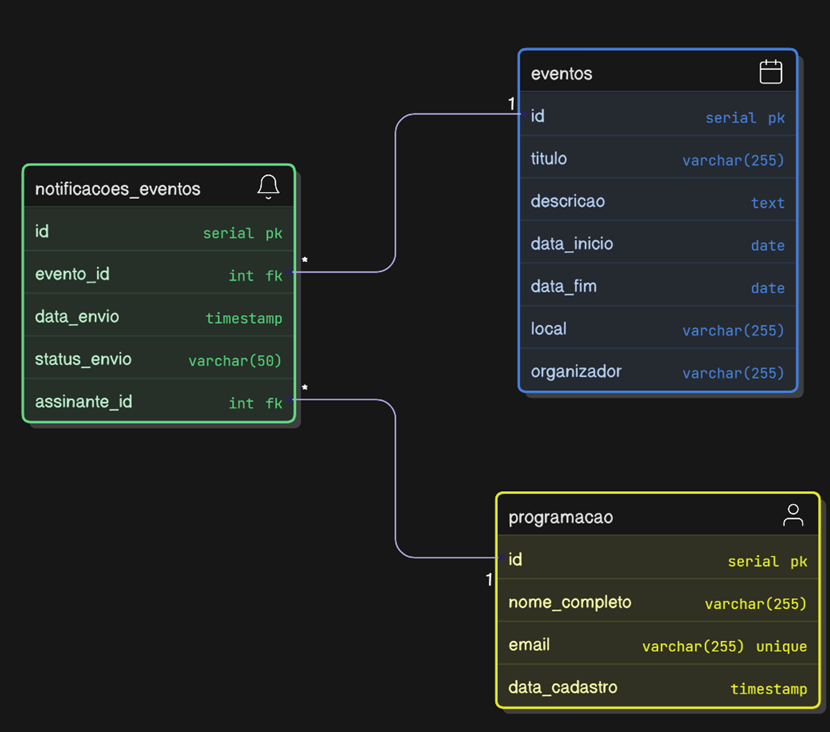 notificacoes_eventos
id serial pk
evento_id int fk
*
data_envio timestamp
status_envio varchar(50)
assinante_id int fk
*
eventos
1
id serial pk
titulo varchar(255)
descricao text
data_inicio date
data_fim date
local varchar(255)
organizador varchar(255)
programacao
id serial pk
1
nome_completo varchar(255)
email varchar(255) unique
data_cadastro timestamp